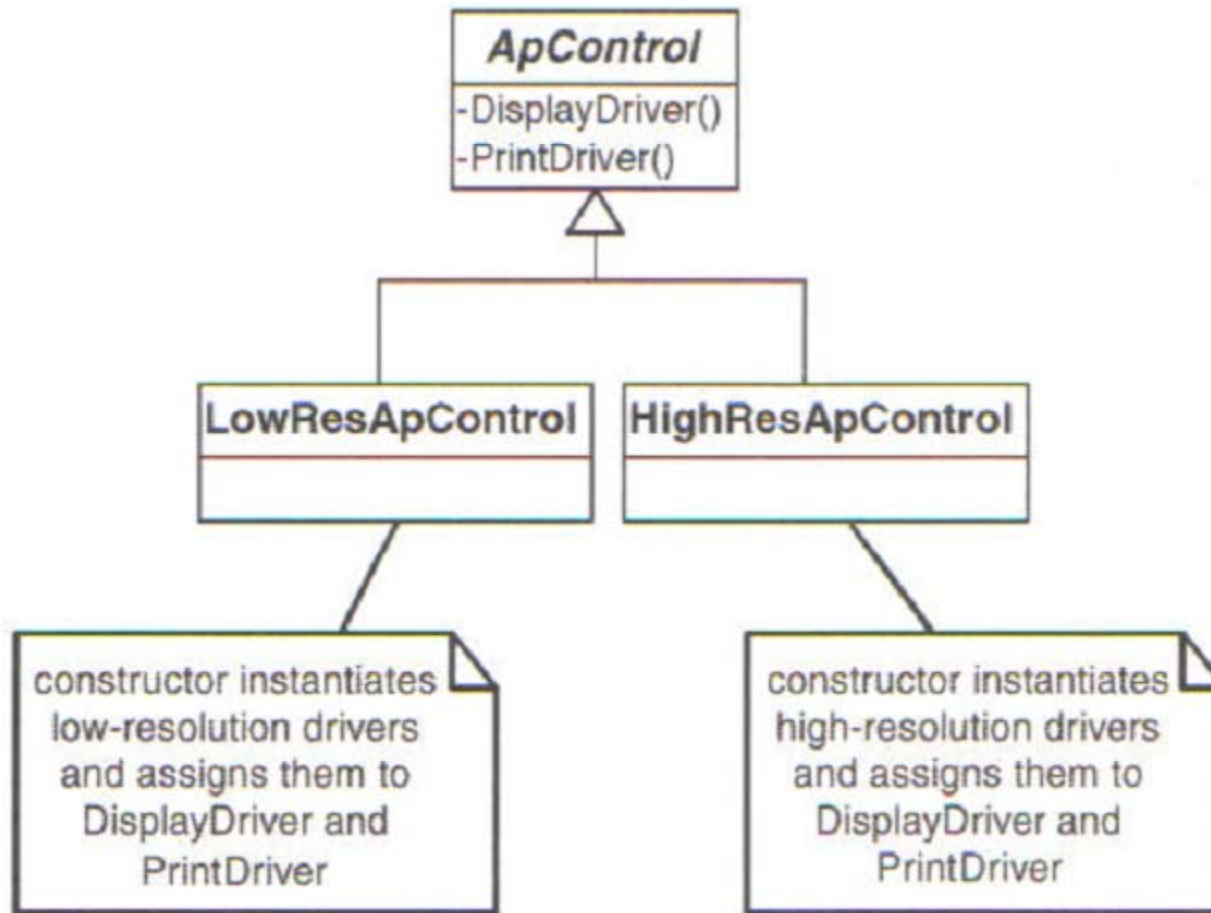 ApControl
-DisplayDriver()
-PrintDriver()
LowResApControl
HighResApControl
constructor instantiates
low-resolution drivers
and assigns them to
DisplayDriver and
PrintDriver
constructor instantiates
high-resolution drivers
and assigns them to
DisplayDriver and
PrintDriver